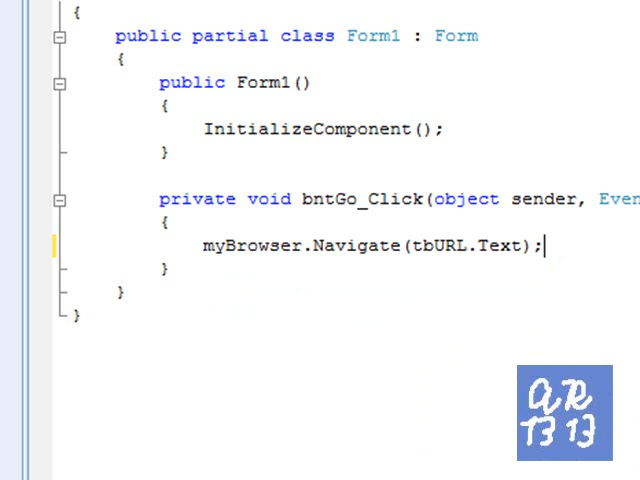 {
public partial class Form1 : Form
{
public Form1()
{
InitializeComponent();
}
private void bntGo_Click(object sender, Even
{
myBrowser.Navigate(tbURL.Text);
}
}
}